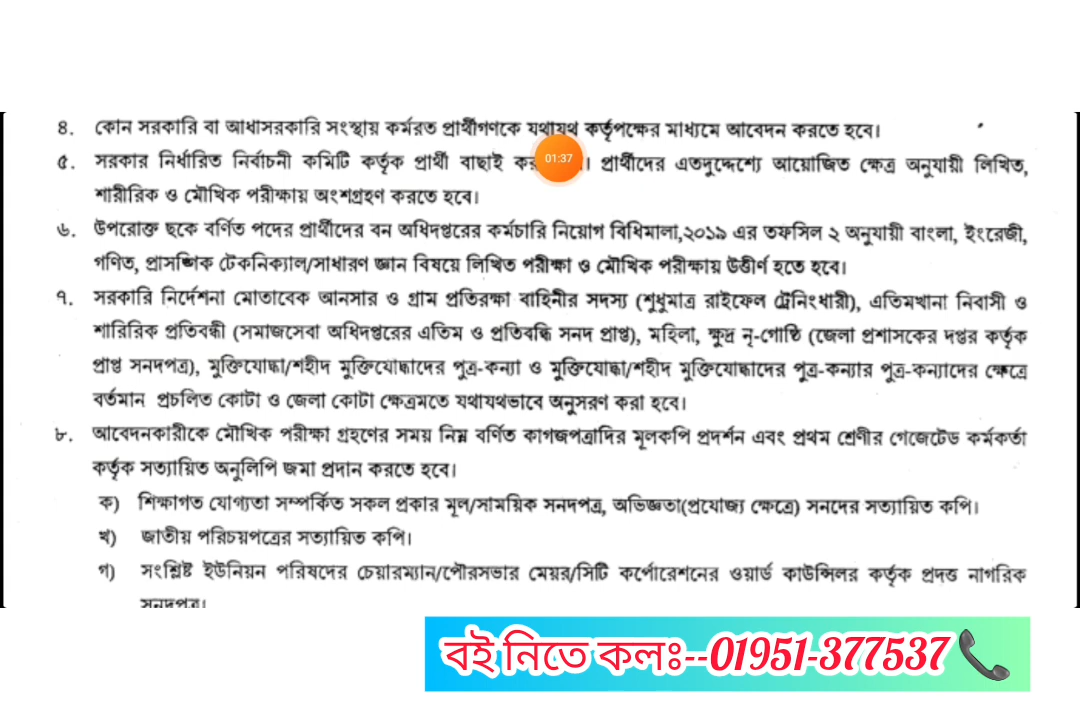 ৪. কোন সরকারি বা আধাসরকারি সংস্থায় কর্মরত প্রার্থীগণকে যথাযথ কর্তৃপক্ষের মাধ্যমে আবেদন করতে হবে।
৫. সরকার নির্ধারিত নির্বাচনী কমিটি কর্তৃক প্রার্থী বাছাই 01:37 । প্রার্থীদের এতদুদ্দেশ্যে আয়োজিত ক্ষেত্র অনুযায়ী লিখিত,
শারীরিক ও মৌখিক পরীক্ষায় অংশগ্রহণ করতে হবে।
৬. উপরোক্ত ছকে বর্ণিত পদের প্রার্থীদের বন অধিদপ্তরের কর্মচারি নিয়োগ বিধিমালা,২০১৯ এর তফসিল ২ অনুযায়ী বাংলা, ইংরেজী,
গণিত, প্রাসঙ্গিক টেকনিক্যাল/সাধারণ জ্ঞান বিষয়ে লিখিত পরীক্ষা ও মৌখিক পরীক্ষায় উত্তীর্ণ হতে হবে।
৭. সরকারি নির্দেশনা মোতাবেক আনসার ও গ্রাম প্রতিরক্ষা বাহিনীর সদস্য (শুধুমাত্র রাইফেল ট্রেনিংধারী), এতিমখানা নিবাসী ও
শারিরিক প্রতিবন্ধী (সমাজসেবা অধিদপ্তরের এতিম ও প্রতিবন্ধি সনদ প্রাপ্ত), মহিলা, ক্ষুদ্র নৃ-গোষ্ঠি (জেলা প্রশাসকের দপ্তর কর্তৃক
প্রাপ্ত সনদপত্র), মুক্তিযোদ্ধা/শহীদ মুক্তিযোদ্ধাদের পুত্র-কন্যা ও মুক্তিযোদ্ধা/শহীদ মুক্তিযোদ্ধাদের পুত্র-কন্যার পুত্র-কন্যাদের ক্ষেত্রে
বর্তমান প্রচলিত কোটা ও জেলা কোটা ক্ষেত্রমতে যথাযথভাবে অনুসরণ করা হবে।
৮. আবেদনকারীকে মৌখিক পরীক্ষা গ্রহণের সময় নিম্ন বর্ণিত কাগজপত্রাদির মূলকপি প্রদর্শন এবং প্রথম শ্রেণীর গেজেটেড কর্মকর্তা
কর্তৃক সত্যায়িত অনুলিপি জমা প্রদান করতে হবে।
ক) শিক্ষাগত যোগ্যতা সম্পর্কিত সকল প্রকার মূল/সাময়িক সনদপত্র, অভিজ্ঞতা(প্রযোজ্য ক্ষেত্রে) সনদের সত্যায়িত কপি।
খ) জাতীয় পরিচয়পত্রের সত্যায়িত কপি।
গ) সংশ্লিষ্ট ইউনিয়ন পরিষদের চেয়ারম্যান/পৌরসভার মেয়র/সিটি কর্পোরেশনের ওয়ার্ড কাউন্সিলর কর্তৃক প্রদত্ত নাগরিক
সনদপত্র।
বই নিতে কলঃ--01951-377537